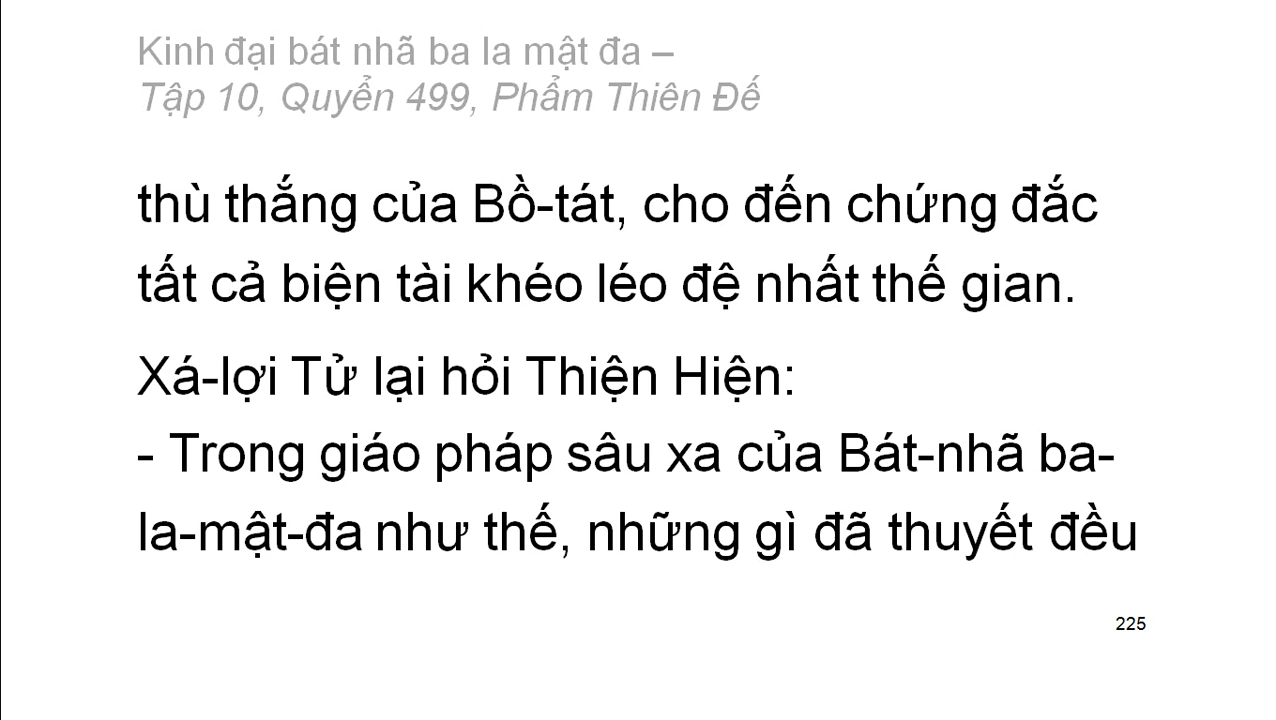 Kinh đại bát nhã ba la mật đa –
Tập 10, Quyển 499, Phẩm Thiên Đế
thù thắng của Bồ-tát, cho đến chứng đắc
tất cả biện tài khéo léo đệ nhất thế gian.
Xá-lợi Tử lại hỏi Thiện Hiện:
- Trong giáo pháp sâu xa của Bát-nhã ba-
la-mật-đa như thế, những gì đã thuyết đều
225